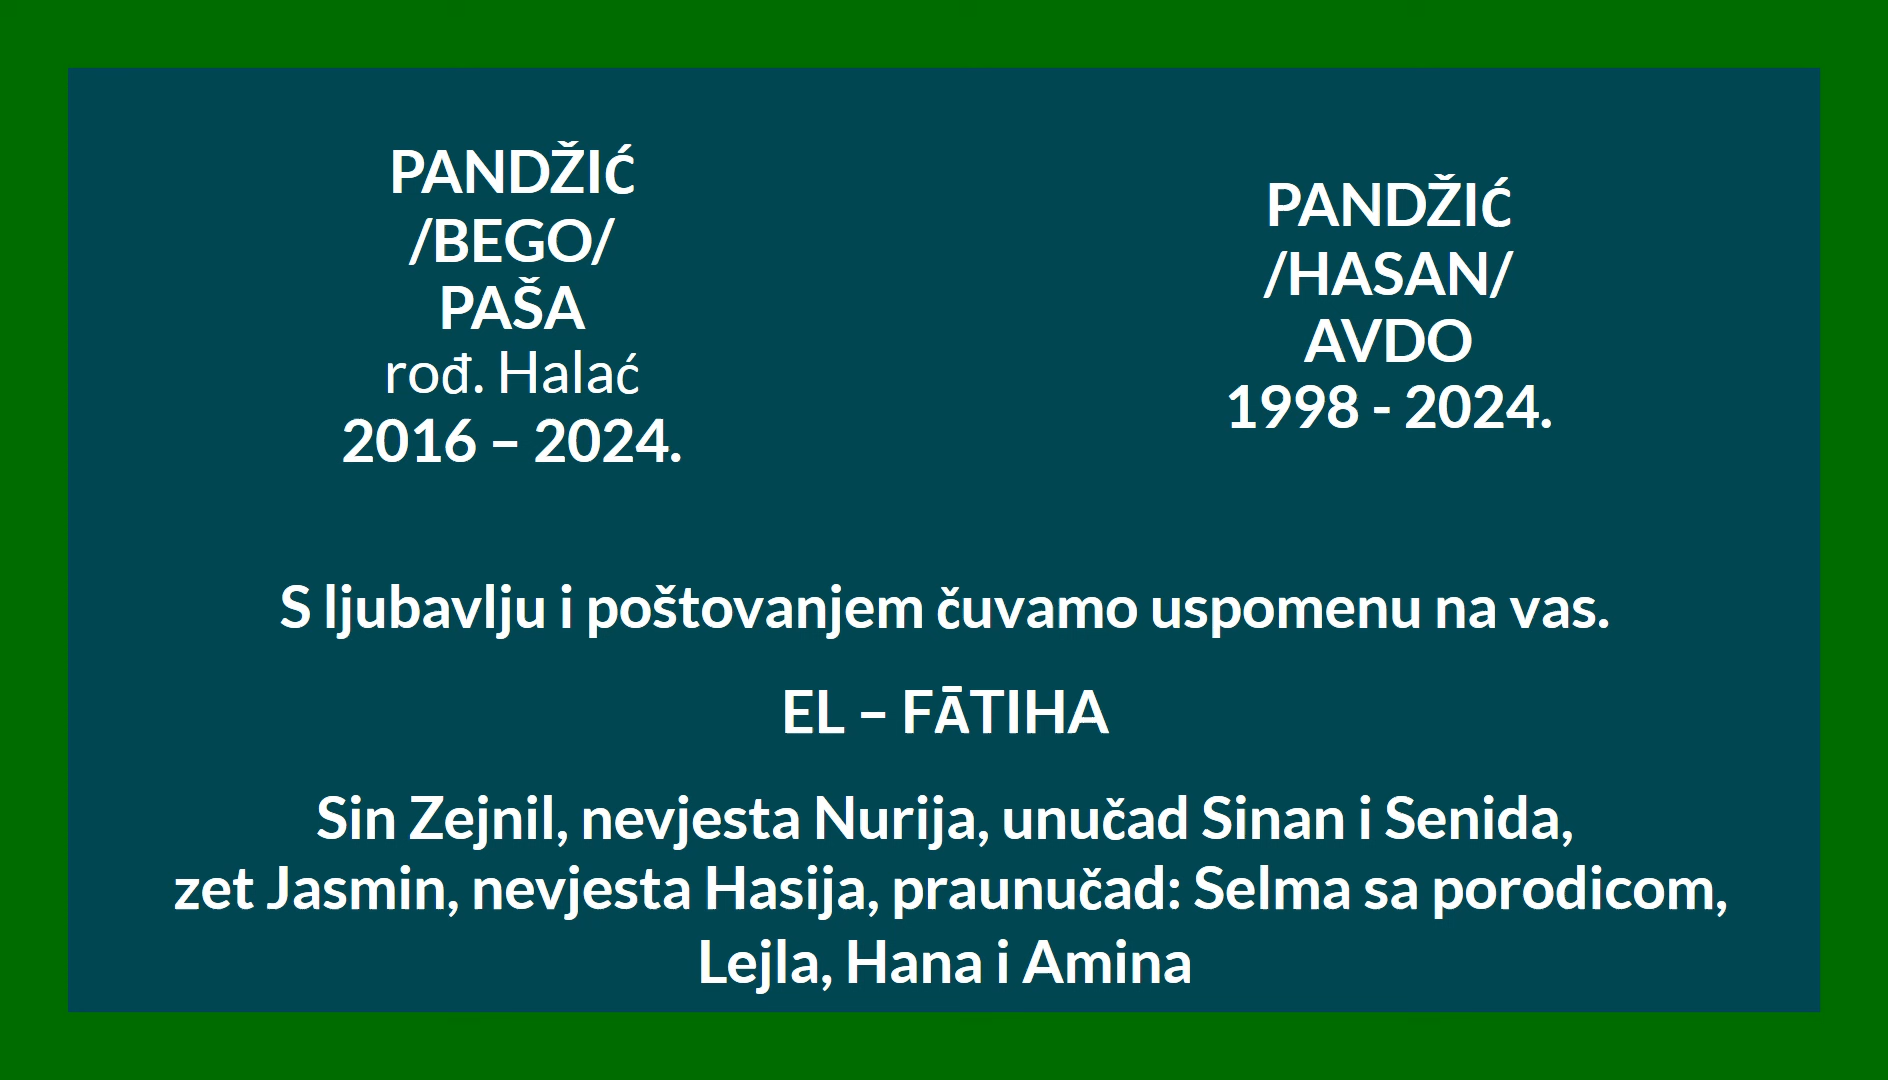 PANDŽIĆ
/BEGO/
PAŠA
rođ. Halać
2016 – 2024.
PANDŽIĆ
/HASAN/
AVDO
1998 - 2024.
S ljubavlju i poštovanjem čuvamo uspomenu na vas.
EL – FĀTIHA
Sin Zejnil, nevjesta Nurija, unučad Sinan i Senida,
zet Jasmin, nevjesta Hasija, praunučad: Selma sa porodicom,
Lejla, Hana i Amina